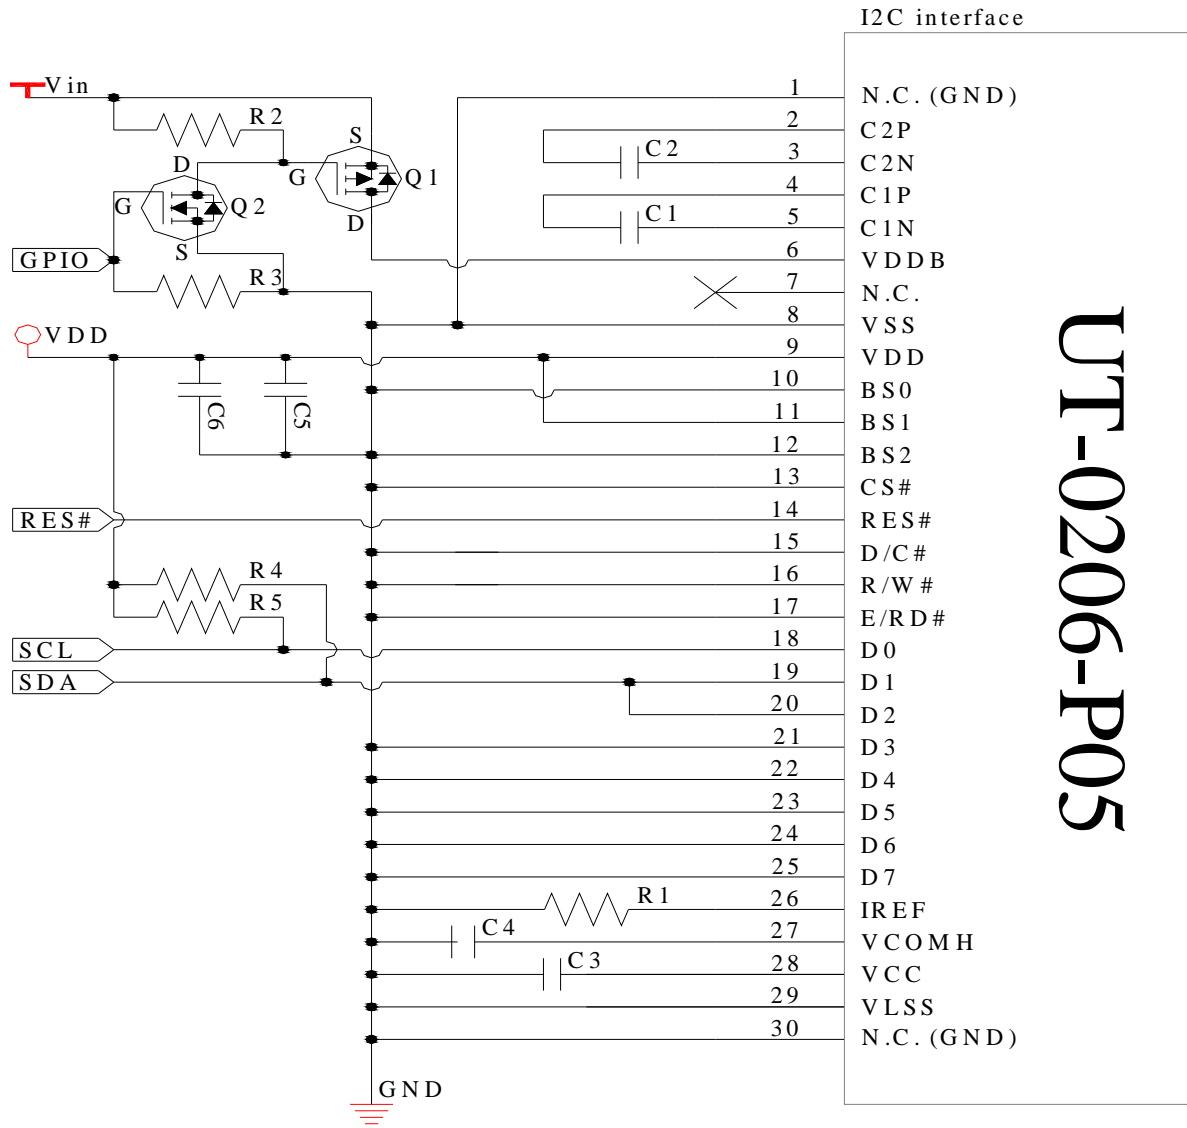 I2C interface
Vin
1
N.C. (GND)
R2
2
C2P
S
C2
3
C2N
D
G
Q1
4
C1P
G
Q2
D
C1
5
C1N
S
6
VDDB
GPIO
R3
7
N.C.
8
VSS
VDD
9
VDD
10
BS0
C6
C5
11
BS1
12
BS2
13
CS#
RES#
14
RES#
15
D/C#
R4
16
R/W#
R5
17
E/RD#
SCL
18
D0
SDA
19
D1
20
D2
21
D3
22
D4
23
D5
24
D6
25
D7
R1
26
IREF
C4
27
VCOMH
C3
28
VCC
29
VLSS
30
N.C. (GND)
GND
UT-0206-P05